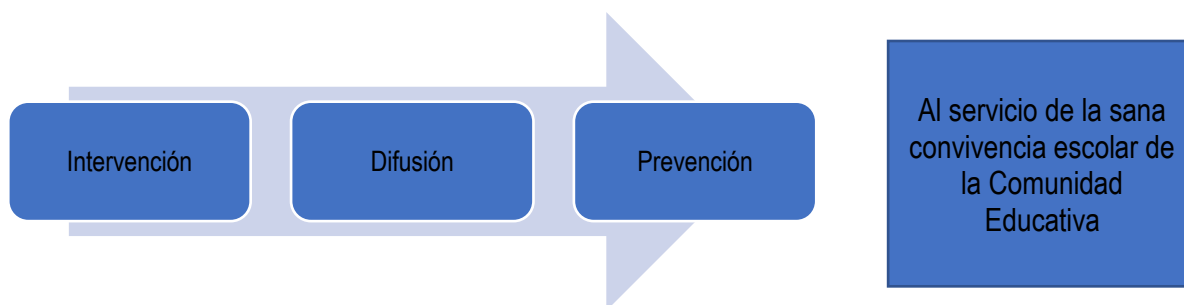 Intervención
Difusión
Prevención
Al servicio de la sana
convivencia escolar de
la Comunidad
Educativa